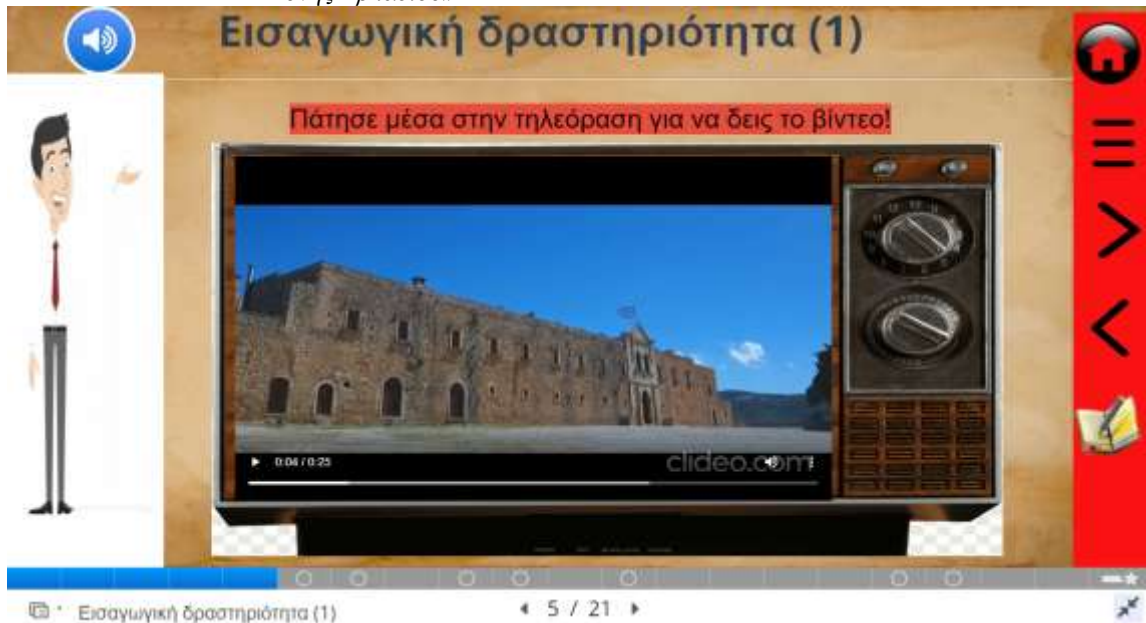 Εισαγωγική δραστηριότητα (1)
Πάτησε μέσα στην τηλεόραση για να δεις το βίντεο!
0:04 / 0:25
clideo.com
Εισαγωγική δραστηριότητα (1)
5 / 21